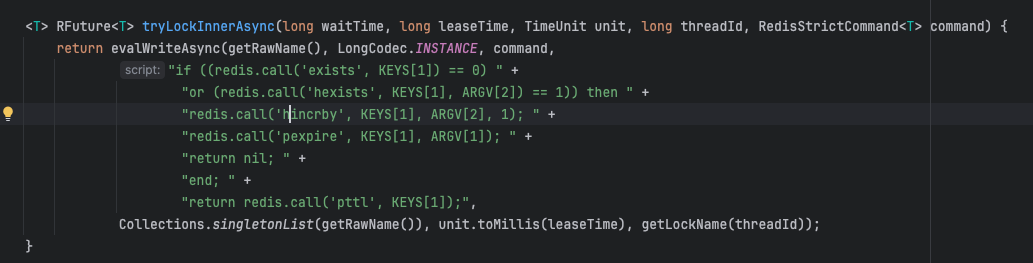 <T> RFuture<T> tryLockInnerAsync(long waitTime, long leaseTime, TimeUnit unit, long threadId, RedisStrictCommand<T> command) {
return evalWriteAsync(getRawName(), LongCodec.INSTANCE, command,
script: "if ((redis.call('exists', KEYS[1]) == 0) " +
"or (redis.call('hexists', KEYS[1], ARGV[2]) == 1)) then " +
"redis.call('hincrby', KEYS[1], ARGV[2], 1); " +
"redis.call('pexpire', KEYS[1], ARGV[1]); " +
"return nil; " +
"end; " +
"return redis.call('pttl', KEYS[1]);",
Collections.singletonList(getRawName()), unit.toMillis(leaseTime), getLockName(threadId));
}